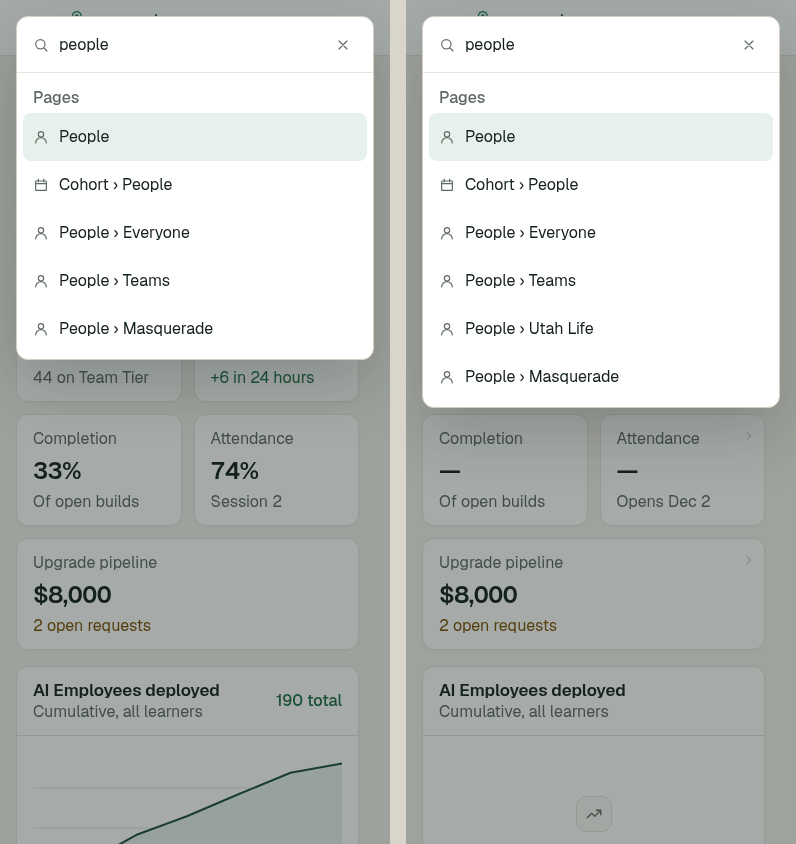 people
Pages
People
Cohort › People
People › Everyone
People › Teams
People › Masquerade
44 on Team Tier
+6 in 24 hours
Completion
33%
Of open builds
Attendance
74%
Session 2
Upgrade pipeline
$8,000
2 open requests
AI Employees deployed
Cumulative, all learners
190 total
people
Pages
People
Cohort › People
People › Everyone
People › Teams
People › Utah Life
People › Masquerade
Completion
—
Of open builds
Attendance
—
Opens Dec 2
Upgrade pipeline
$8,000
2 open requests
AI Employees deployed
Cumulative, all learners